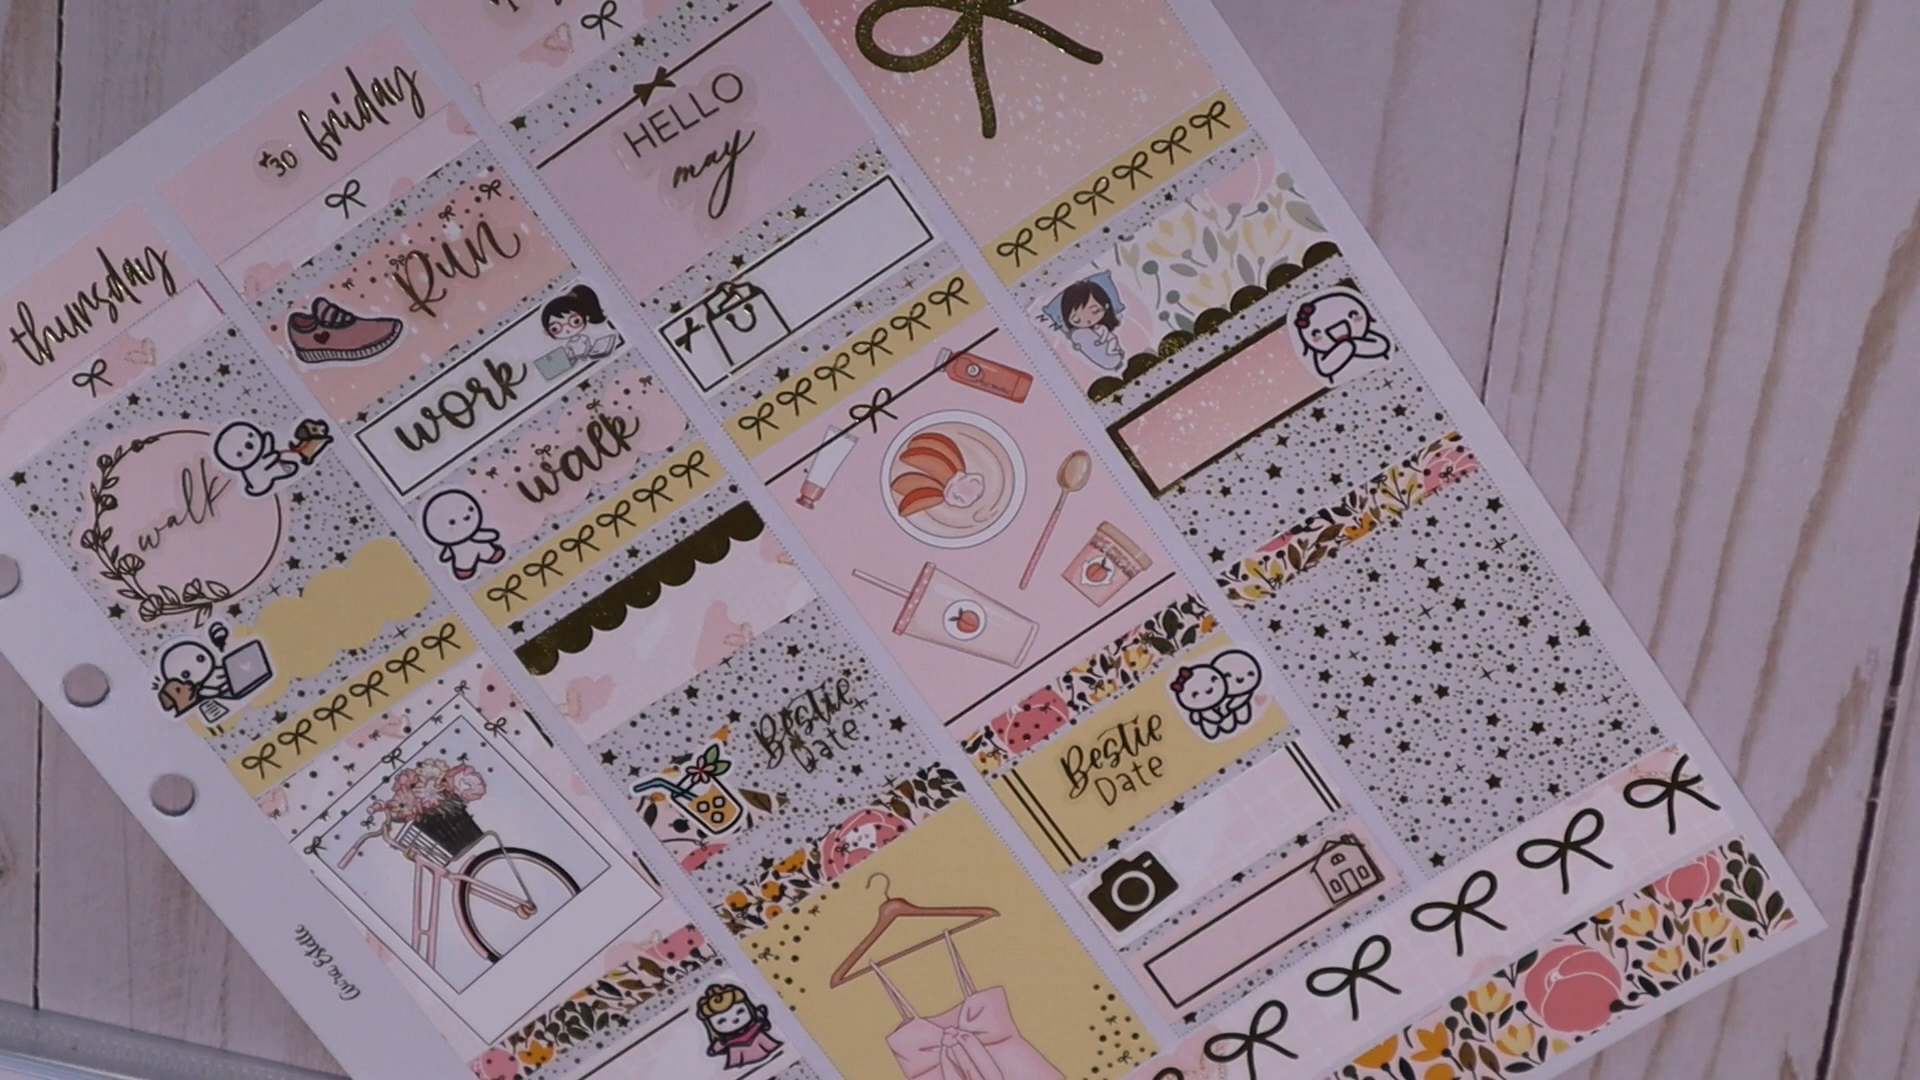 thursday
walk
30 friday
Run
work
walk
HELLO
may
Bestie
Date
Bestie
Date